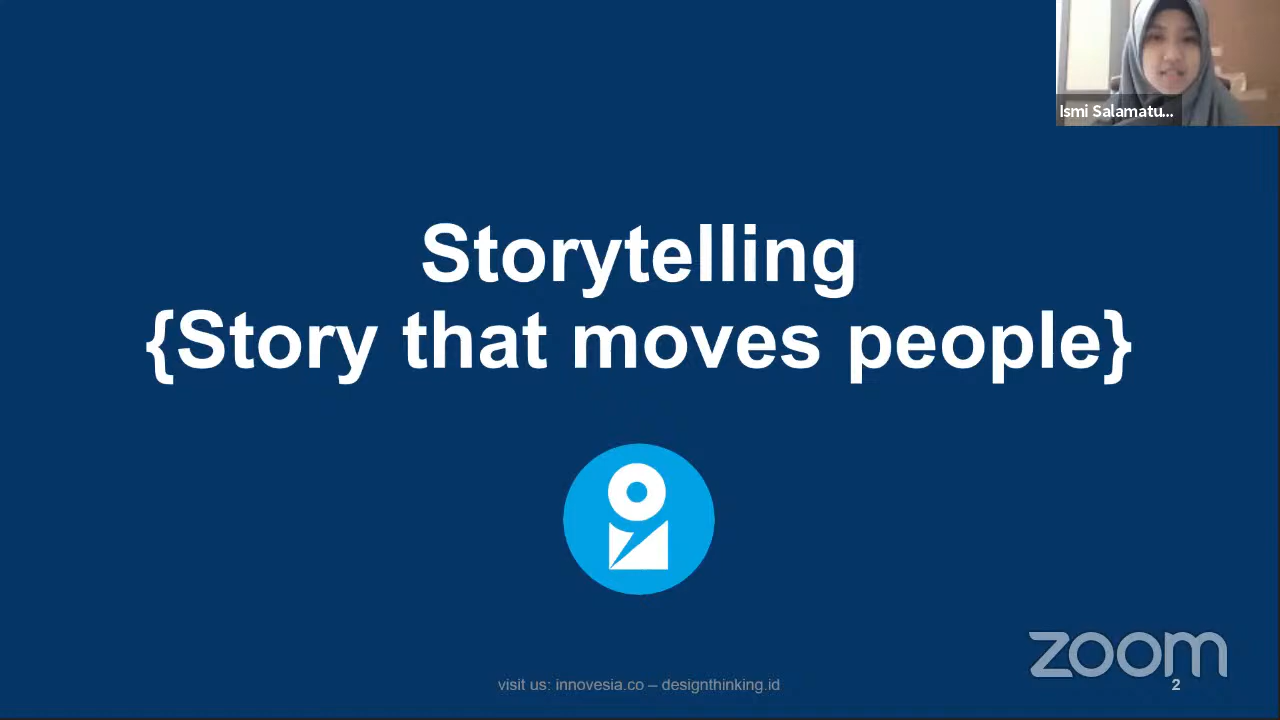 Ismi Salamatu...
Storytelling
{Story that moves people}
zoom
visit us: innovesia.co – designthinking.id
2